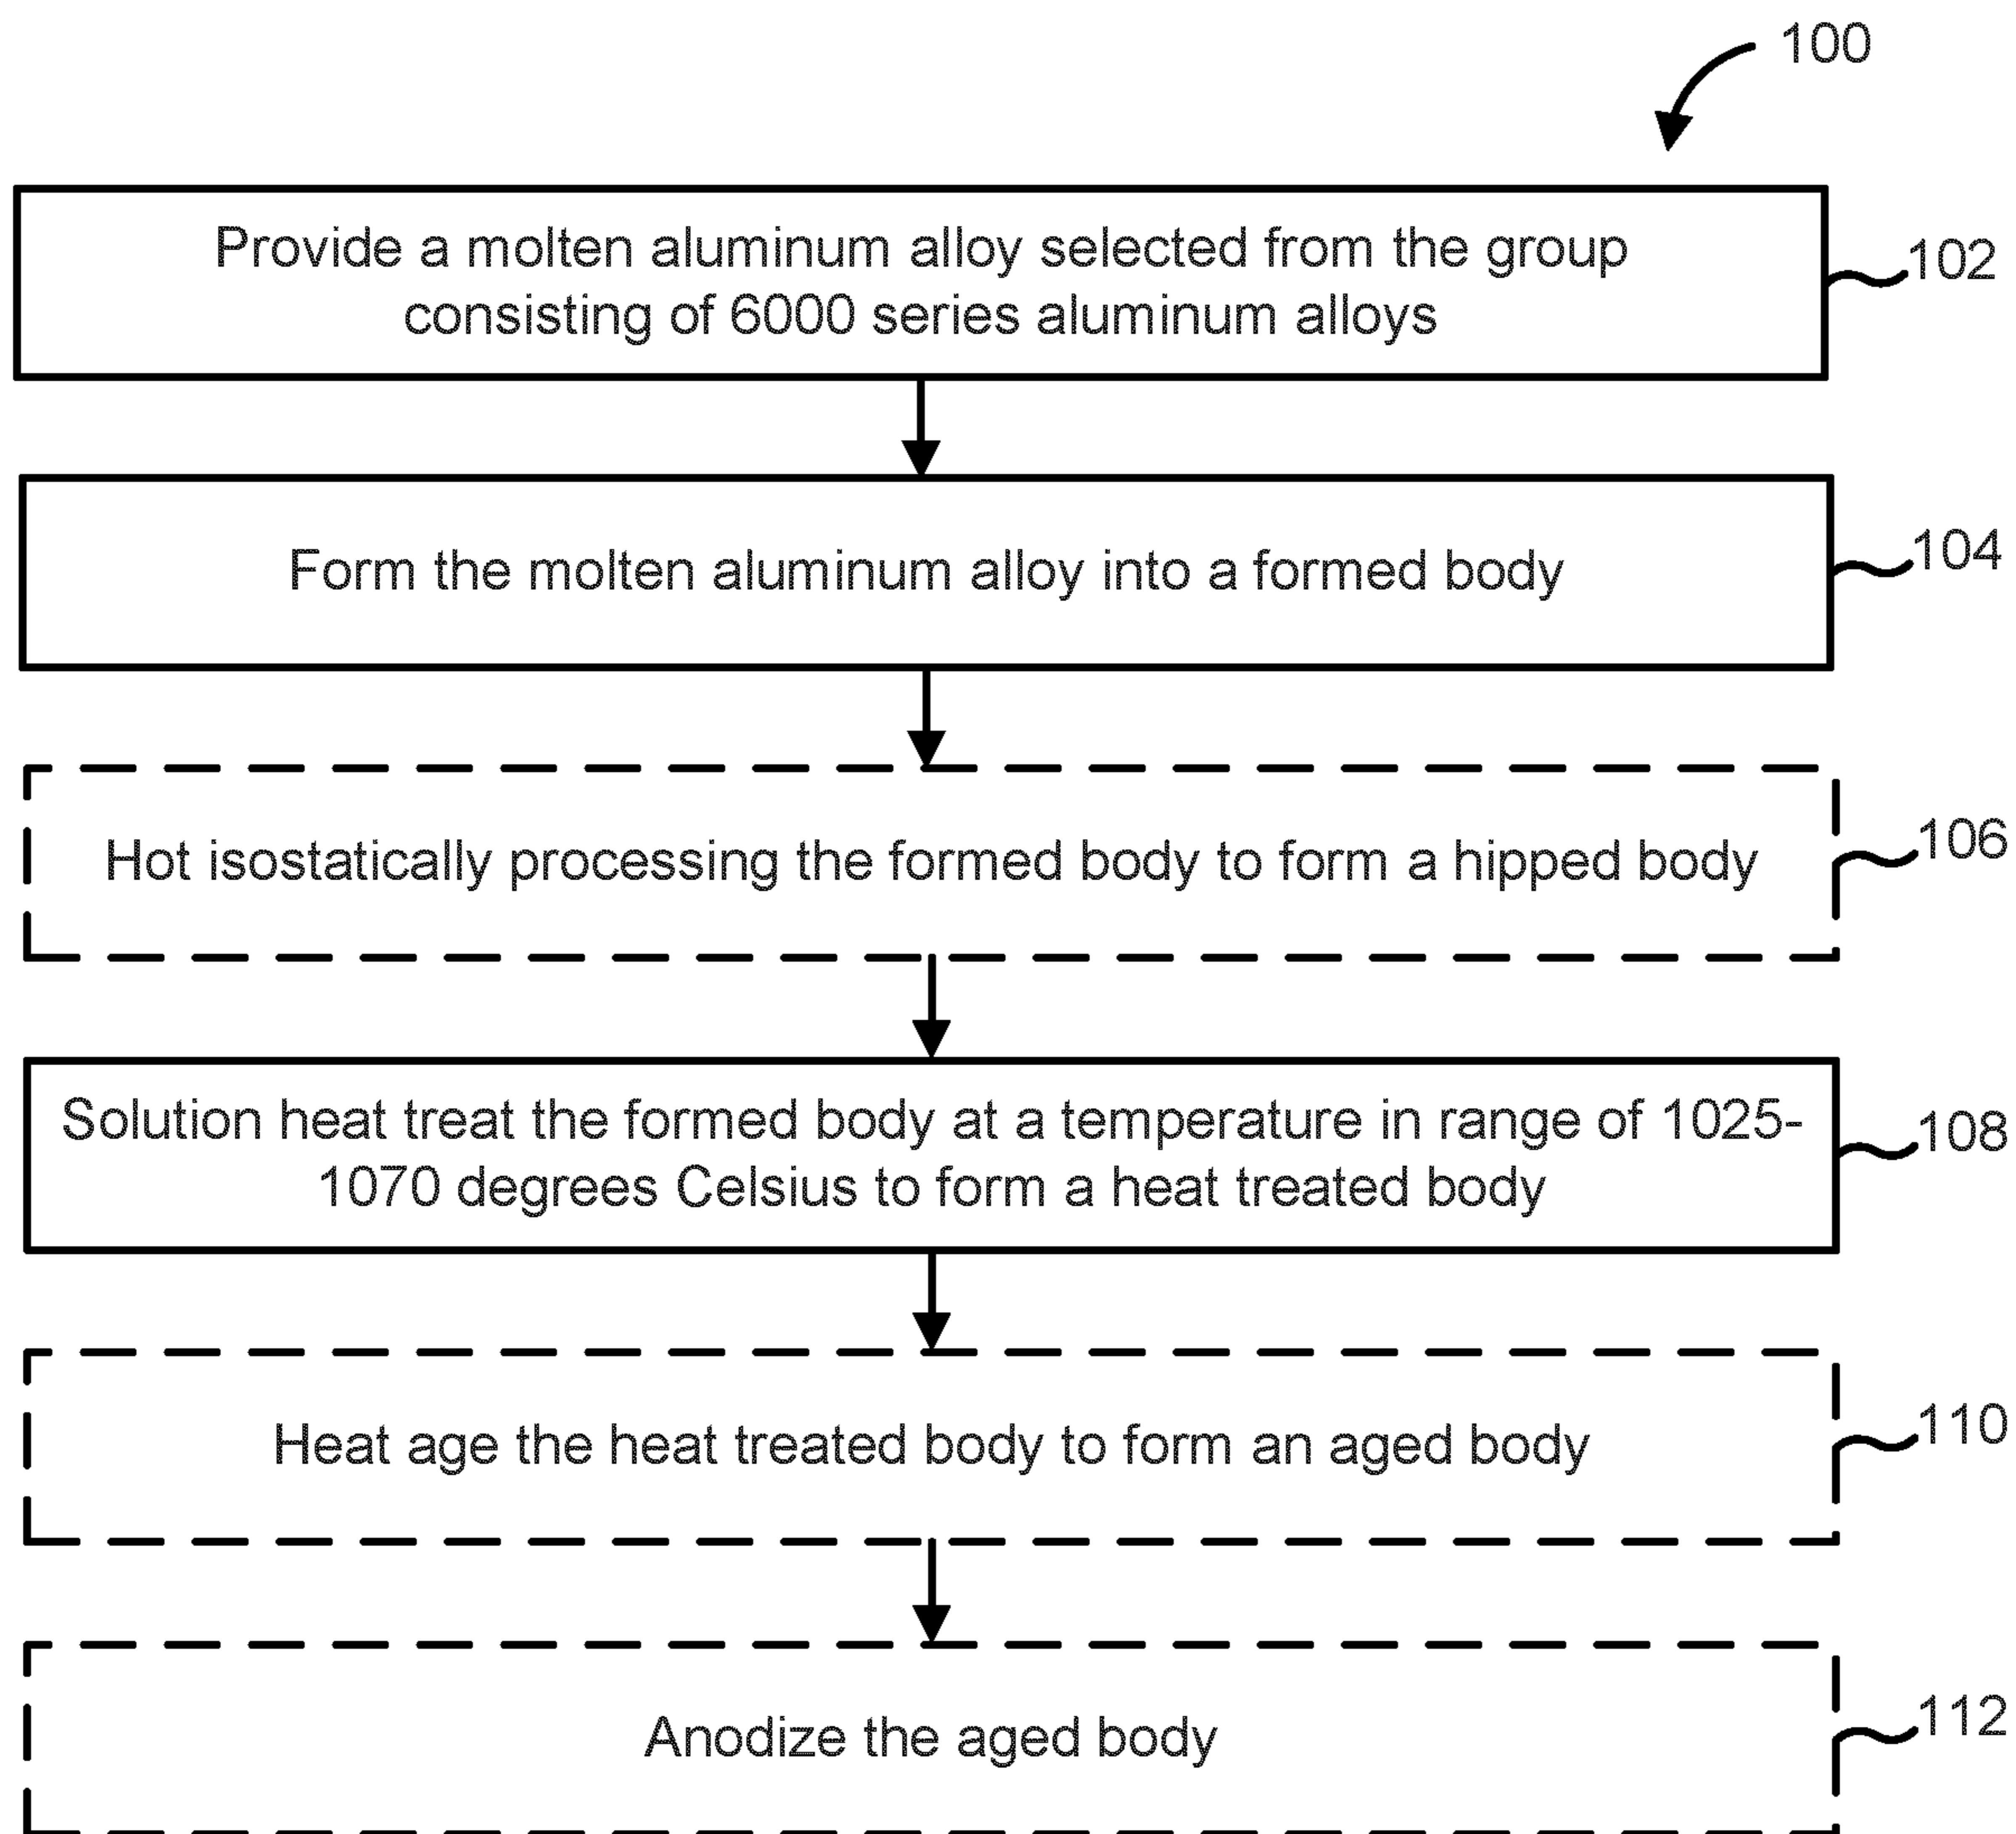 100
Provide a molten aluminum alloy selected from the group
consisting of 6000 series aluminum alloys
102
Form the molten aluminum alloy into a formed body
104
Hot isostatically processing the formed body to form a hipped body
106
Solution heat treat the formed body at a temperature in range of 1025-
1070 degrees Celsius to form a heat treated body
108
Heat age the heat treated body to form an aged body
110
Anodize the aged body
112